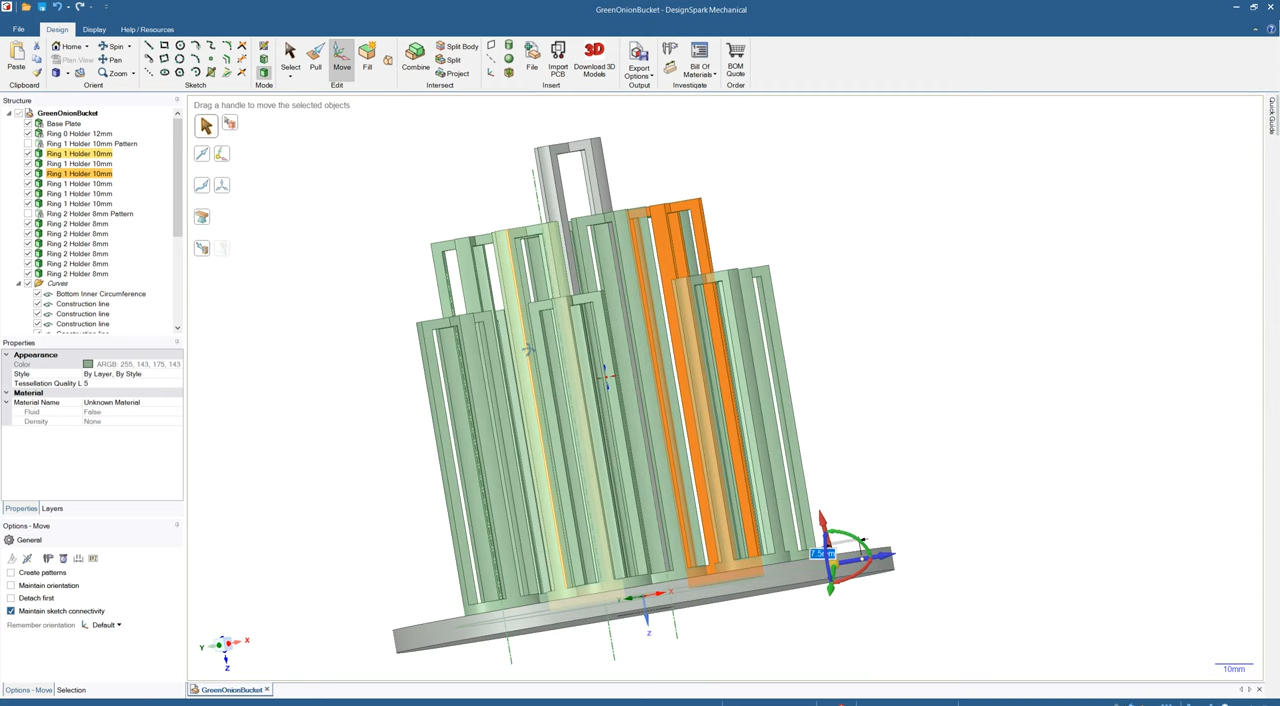 GreenOnionBucket - DesignSpark Mechanical
File Design Display Help / Resources
Paste
Home
Plan View
Spin
Pan
Zoom
Select
Pull
Move
Fill
Combine
Split Body
Split
Project
File
Import PCB
Download 3D Models
Export Options
Bill Of Materials
BOM Quote
Clipboard Orient Sketch Mode Edit Intersect Insert Output Investigate Order
Structure
GreenOnionBucket
Base Plate
Ring 0 Holder 12mm
Ring 1 Holder 10mm Pattern
Ring 1 Holder 10mm
Ring 1 Holder 10mm
Ring 1 Holder 10mm
Ring 1 Holder 10mm
Ring 1 Holder 10mm
Ring 1 Holder 10mm
Ring 2 Holder 8mm Pattern
Ring 2 Holder 8mm
Ring 2 Holder 8mm
Ring 2 Holder 8mm
Ring 2 Holder 8mm
Ring 2 Holder 8mm
Ring 2 Holder 8mm
Curves
Bottom Inner Circumference
Construction line
Construction line
Construction line
Properties
Appearance
Color ARGB: 255, 143, 175, 143
Style By Layer, By Style
Tessellation Quality L 5
Material
Material Name Unknown Material
Fluid False
Density None
Properties Layers
Options - Move
General
Create patterns
Maintain orientation
Detach first
Maintain sketch connectivity
Remember orientation Default
Options - Move Selection
Drag a handle to move the selected objects
3D
Quick Guide
Y X
Z
X
Y
Z
10mm
GreenOnionBucket